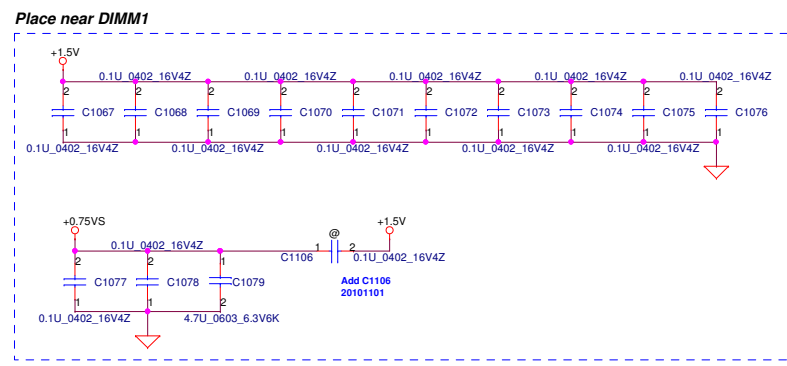 Place near DIMM1
+1.5V
0.1U_0402_16V4Z 0.1U_0402_16V4Z 0.1U_0402_16V4Z 0.1U_0402_16V4Z 0.1U_0402_16V4Z
2 2 2 2 2 2 2 2 2 2
C1067 C1068 C1069 C1070 C1071 C1072 C1073 C1074 C1075 C1076
1 1 1 1 1 1 1 1 1 1
0.1U_0402_16V4Z 0.1U_0402_16V4Z 0.1U_0402_16V4Z 0.1U_0402_16V4Z 0.1U_0402_16V4Z
+0.75VS +1.5V
@
0.1U_0402_16V4Z 1 2
C1106 0.1U_0402_16V4Z
2 2 1
C1077 C1078 C1079
Add C1106
20101101
1 1 2
0.1U_0402_16V4Z 4.7U_0603_6.3V6K